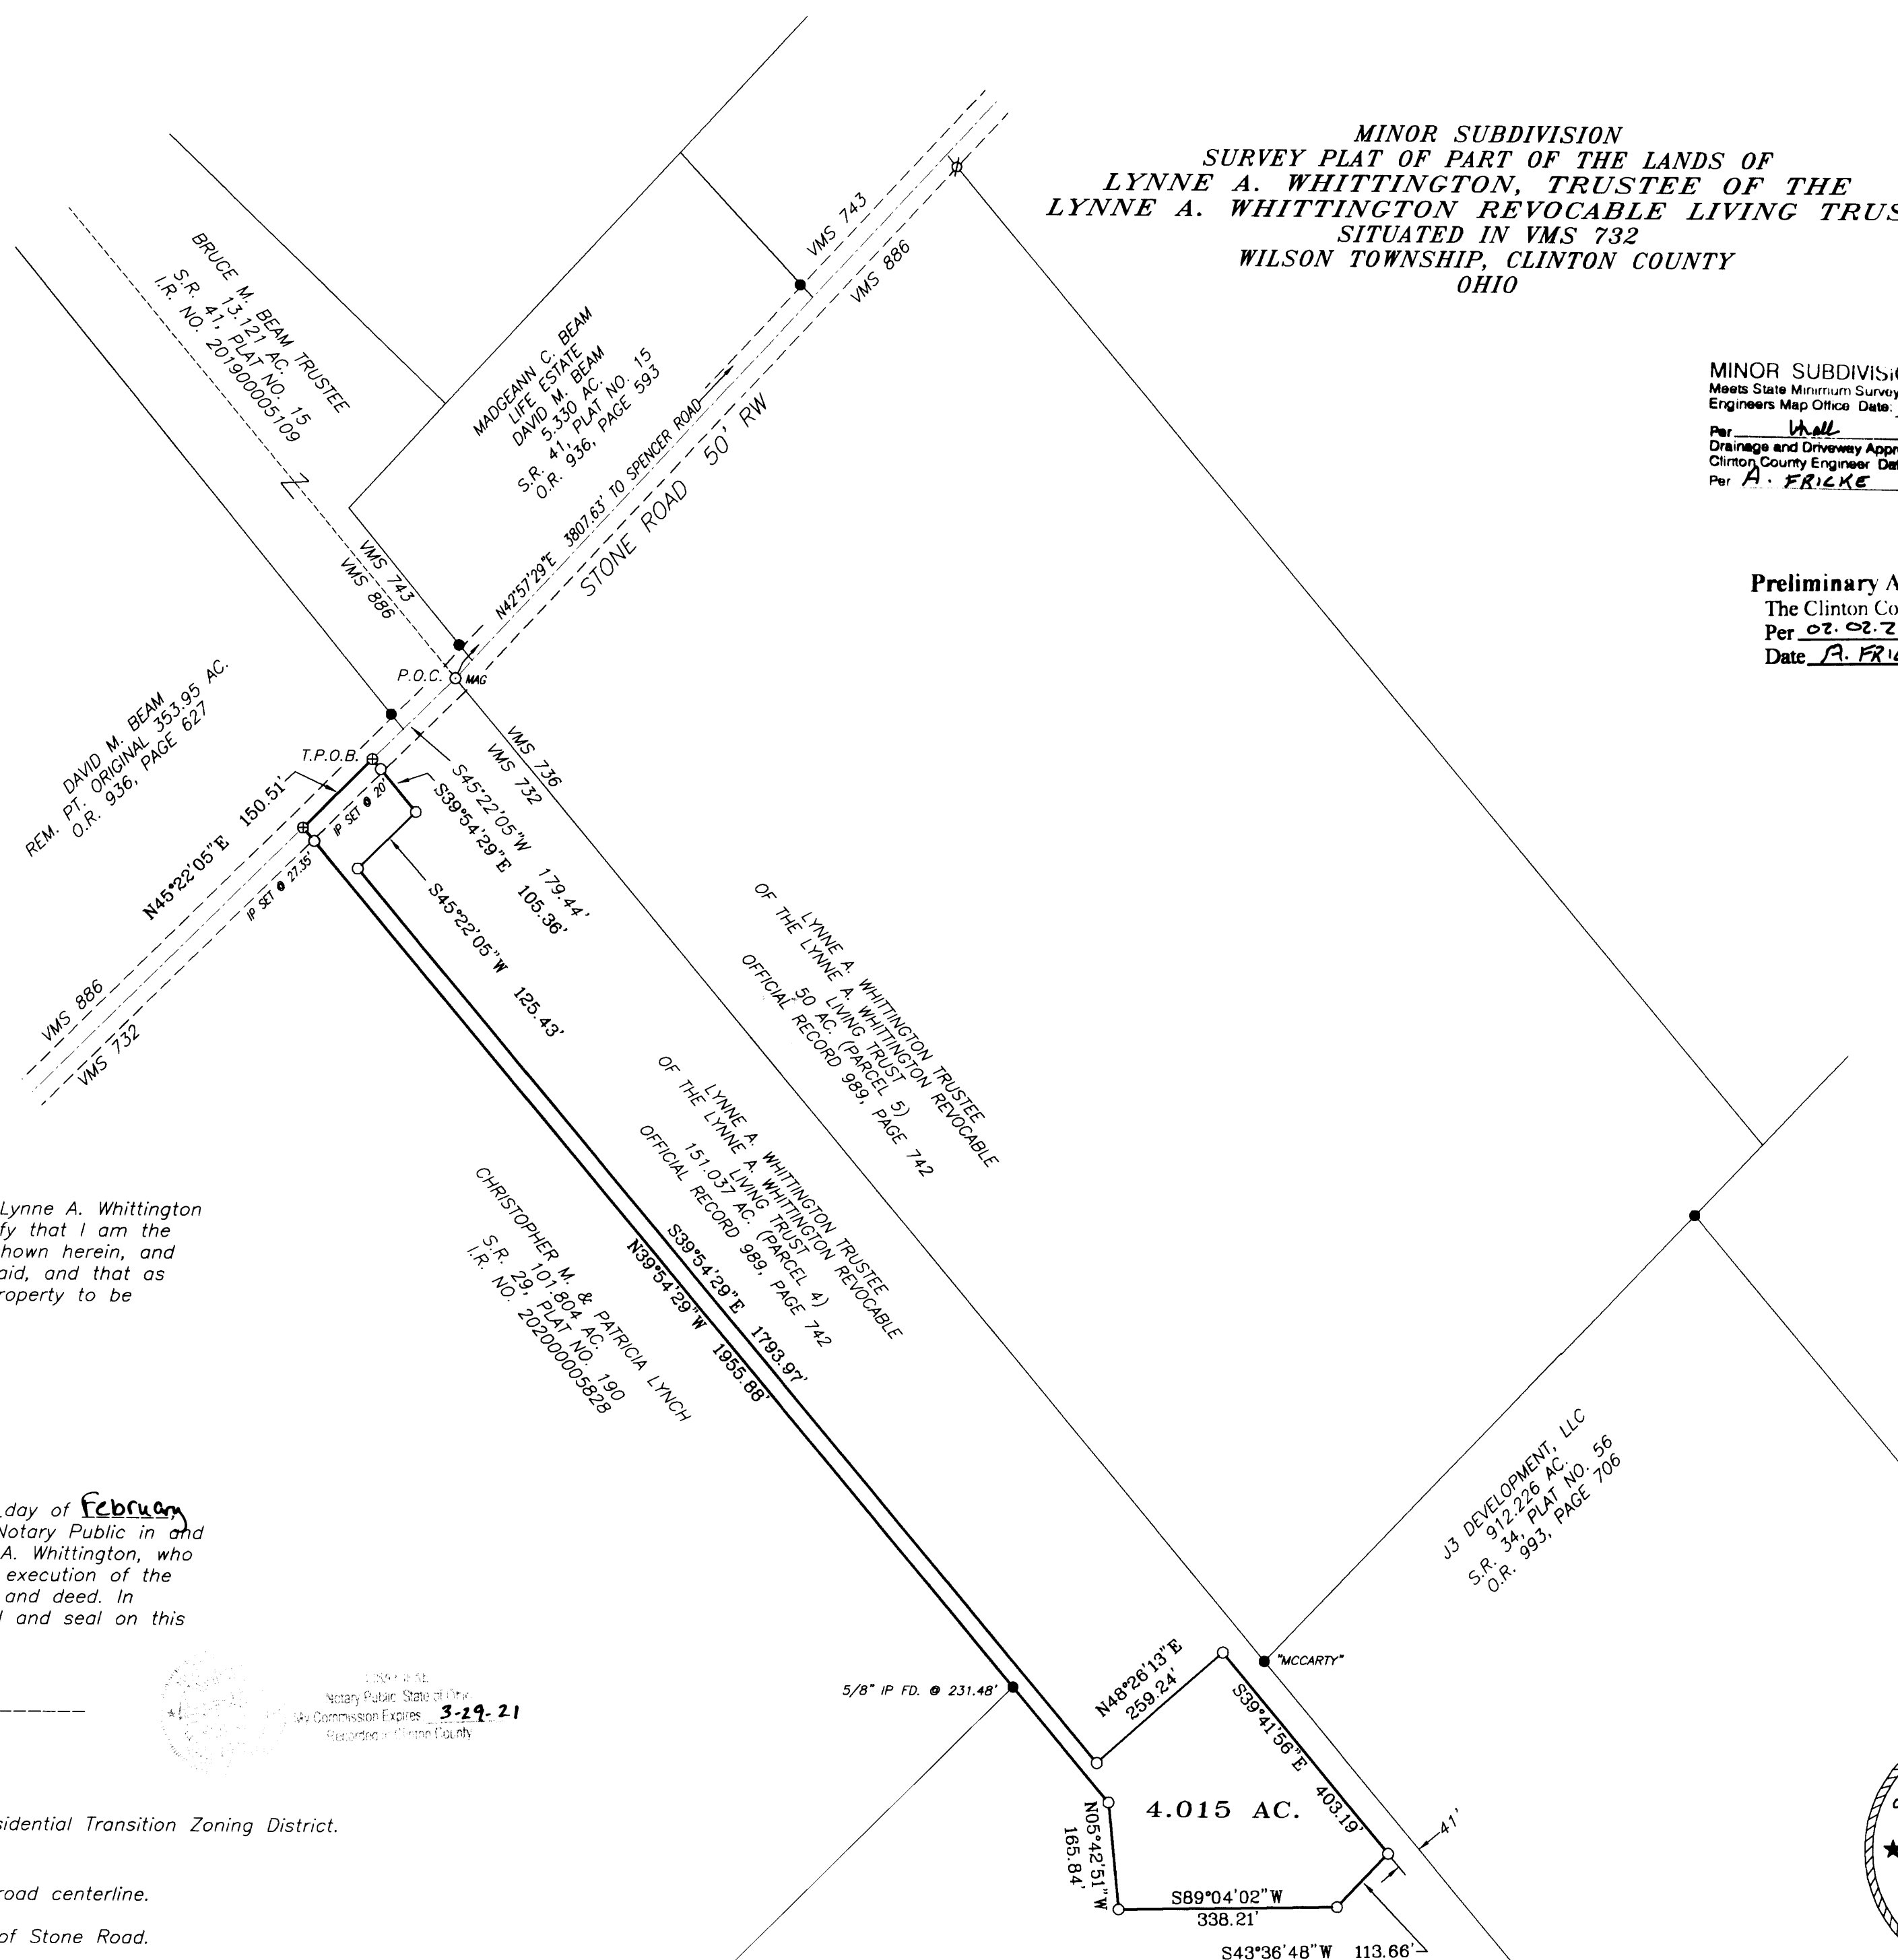 MINOR SUBDIVISION
SURVEY PLAT OF PART OF THE LANDS OF
LYNNE A. WHITTINGTON, TRUSTEE OF THE
LYNNE A. WHITTINGTON REVOCABLE LIVING TRUS
SITUATED IN VMS 732
WILSON TOWNSHIP, CLINTON COUNTY
OHIO
MINOR SUBDIVISI
Meets State Minimum Survey
Engineers Map Office Date:
Per
Drainage and Driveway Appr
Clinton County Engineer Dat
Per A. FRICKE
Preliminary A
The Clinton Co
Per 02.02.2
Date A. FRIC
BRUCE M. BEAM TRUSTEE
13.121 AC.
S.R. 41, PLAT NO. 15
I.R. NO. 201900005109
MADGEANN C. BEAM
LIFE ESTATE
DAVID M. BEAM
5.330 AC.
S.R. 41, PLAT NO. 15
O.R. 936, PAGE 593
VMS 743
VMS 886
N42°57'29"E 3807.63' TO SPENCER ROAD
STONE ROAD 50' RW
VMS 743
VMS 886
P.O.C.
MAG
DAVID M. BEAM
REM. PT. ORIGINAL 353.95 AC.
O.R. 936, PAGE 627
T.P.O.B.
VMS 736
VMS 732
N45°22'05"E 150.51'
IP SET @ 20'
IP SET @ 27.35'
S45°22'05"W 179.44'
S39°54'29"E 105.36'
S45°22'05"W 125.43'
VMS 886
VMS 732
LYNNE A. WHITTINGTON TRUSTEE
OF THE LYNNE A. WHITTINGTON REVOCABLE
LIVING TRUST
50 AC. (PARCEL 5)
OFFICIAL RECORD 989, PAGE 742
LYNNE A. WHITTINGTON TRUSTEE
OF THE LYNNE A. WHITTINGTON REVOCABLE
LIVING TRUST
151.037 AC. (PARCEL 4)
OFFICIAL RECORD 989, PAGE 742
S39°54'29"E 1793.97'
N39°54'29"W 1955.88'
CHRISTOPHER M. & PATRICIA LYNCH
101.804 AC.
S.R. 29, PLAT NO. 190
I.R. NO. 202000005828
Lynne A. Whittington
fy that I am the
hown herein, and
aid, and that as
roperty to be
day of February,
Notary Public in and
A. Whittington, who
execution of the
and deed. In
and seal on this
Notary Public, State of Ohio
My Commission Expires 3-29-21
Recorded in Clinton County
J3 DEVELOPMENT, LLC
912.226 AC.
S.R. 34, PLAT NO. 56
O.R. 993, PAGE 706
"MCCARTY"
5/8" IP FD. @ 231.48'
N48°26'13"E
259.24'
S39°41'56"E 403.19'
4.015 AC.
41'
N05°42'51"W
165.84'
S89°04'02"W
338.21'
S43°36'48"W 113.66'
sidential Transition Zoning District.
road centerline.
of Stone Road.